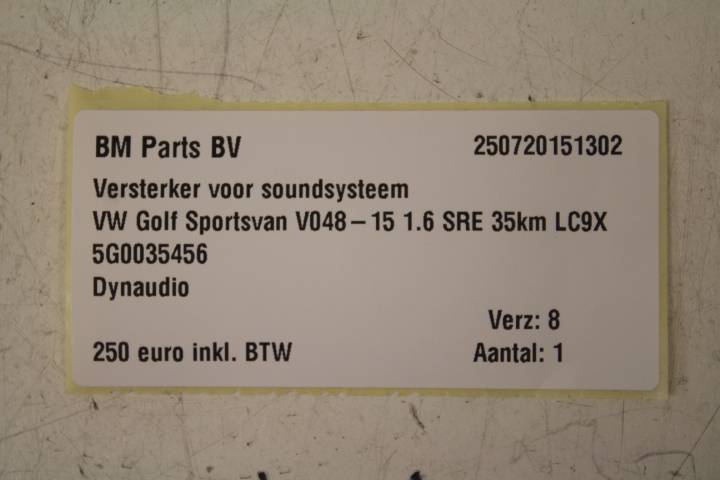 BM Parts BV 250720151302
Versterker voor soundsysteem
VW Golf Sportsvan V048-15 1.6 SRE 35km LC9X
5G0035456
Dynaudio
Verz: 8
250 euro inkl. BTW Aantal: 1